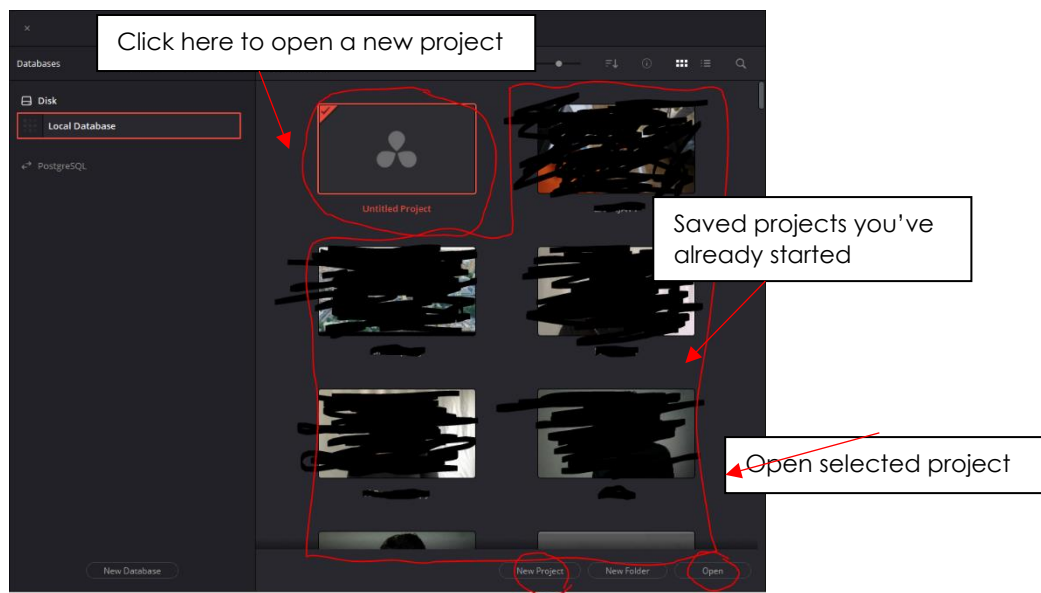 Click here to open a new project
Databases
Disk
Local Database
PostgreSQL
Untitled Project
Saved projects you've
already started
Open selected project
New Database
New Project
New Folder
Open